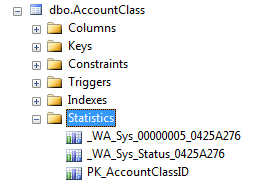 dbo.AccountClass
Columns
Keys
Constraints
Triggers
Indexes
Statistics
_WA_Sys_00000005_0425A276
_WA_Sys_Status_0425A276
PK_AccountClassID